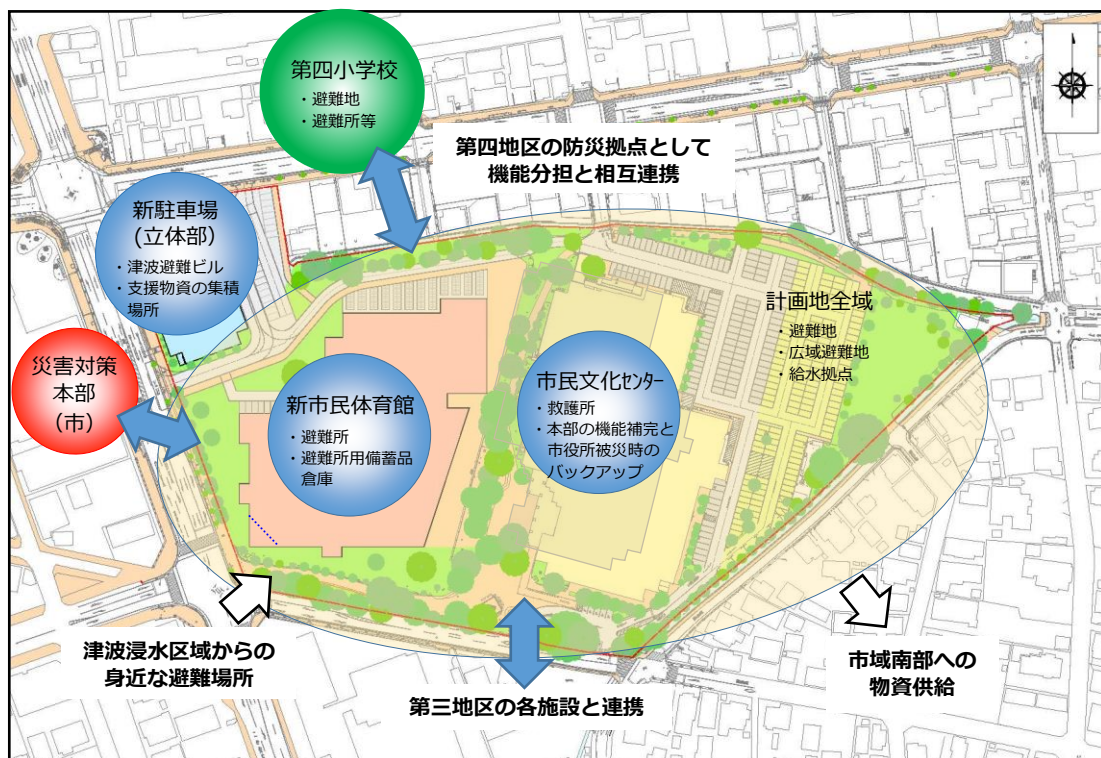 第四小学校
・避難地
・避難所等
第四地区の防災拠点として
機能分担と相互連携
新駐車場
(立体部)
・津波避難ビル
・支援物資の集積
場所
災害対策
本部
(市)
新市民体育館
・避難所
・避難所用備蓄品
倉庫
市民文化センター
・救護所
・本部の機能補完と
市役所被災時の
バックアップ
計画地全域
・避難地
・広域避難地
・給水拠点
津波浸水区域からの
身近な避難場所
第三地区の各施設と連携
市域南部への
物資供給